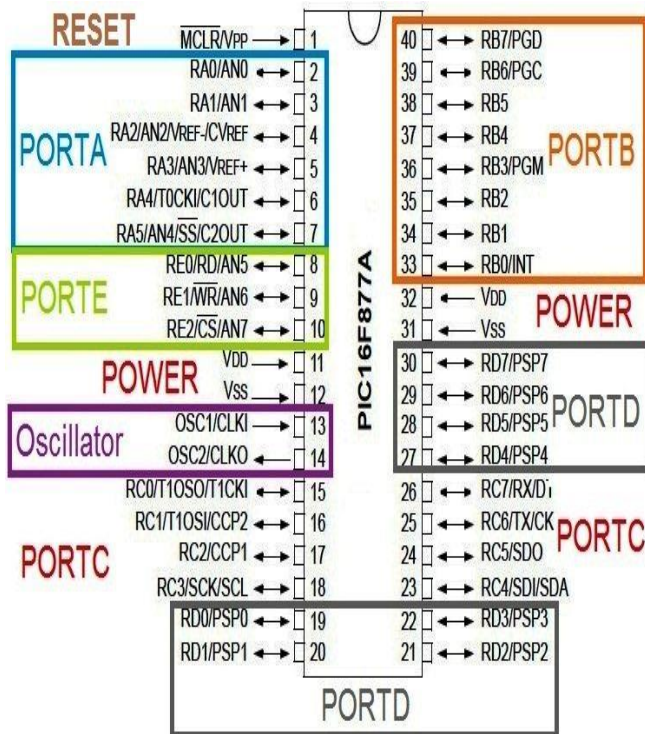 RESET
MCLR/VPP 1
RA0/AN0 2
RA1/AN1 3
RA2/AN2/VREF-/CVREF 4
RA3/AN3/VREF+ 5
RA4/T0CKI/C1OUT 6
RA5/AN4/SS/C2OUT 7
PORTA
RE0/RD/AN5 8
RE1/WR/AN6 9
RE2/CS/AN7 10
PORTE
VDD 11
VSS 12
POWER
OSC1/CLKI 13
OSC2/CLKO 14
Oscillator
RC0/T1OSO/T1CKI 15
RC1/T1OSI/CCP2 16
RC2/CCP1 17
RC3/SCK/SCL 18
PORTC
RD0/PSP0 19
RD1/PSP1 20
PIC16F877A
40 RB7/PGD
39 RB6/PGC
38 RB5
37 RB4
36 RB3/PGM
35 RB2
34 RB1
33 RB0/INT
PORTB
32 VDD
31 VSS
POWER
30 RD7/PSP7
29 RD6/PSP6
28 RD5/PSP5
27 RD4/PSP4
PORTD
26 RC7/RX/
25 RC6/TX/CK
24 RC5/SDO
23 RC4/SDI/SDA
PORTC
22 RD3/PSP3
21 RD2/PSP2
PORTD